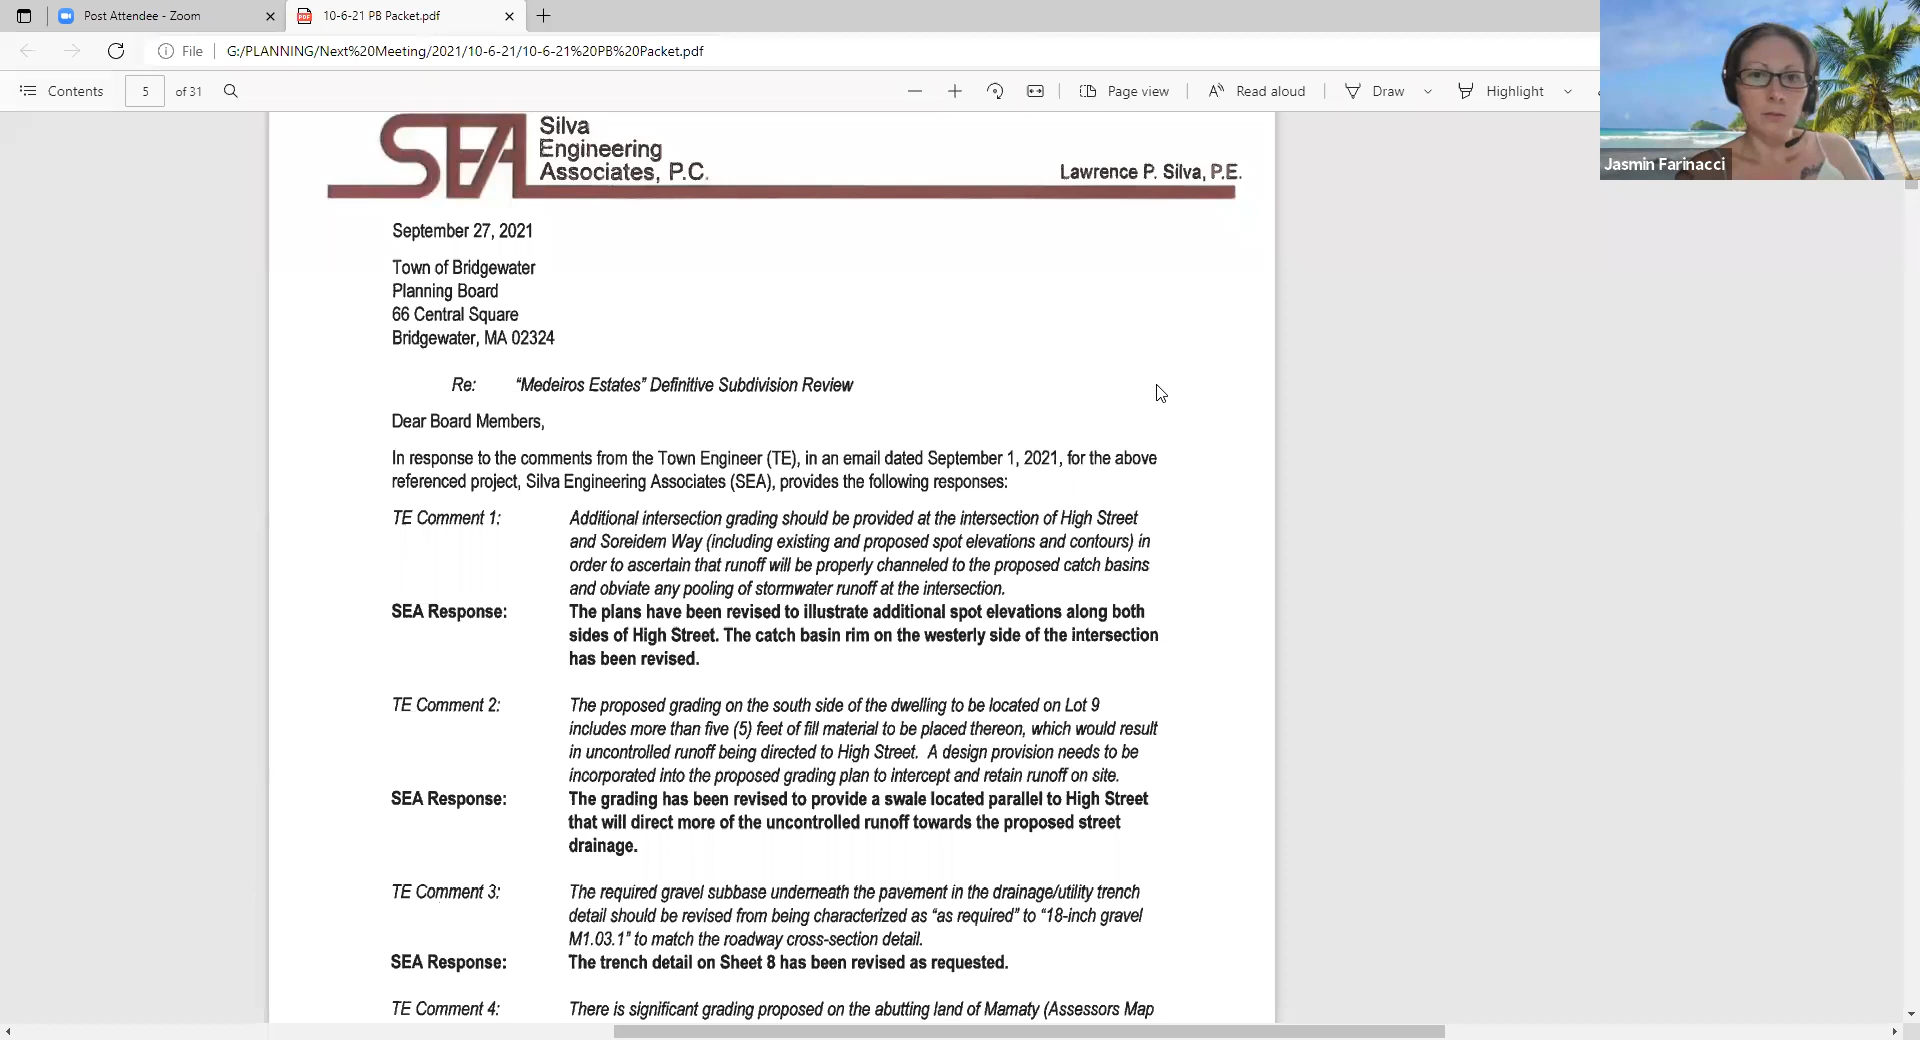 Post Attendee - Zoom
10-6-21 PB Packet.pdf
File
G:/PLANNING/Next%20Meeting/2021/10-6-21/10-6-21%20PB%20Packet.pdf
Contents
5
of 31
Page view
Read aloud
Draw
Highlight
Jasmin Farinacci
SEA
Silva
Engineering
Associates, P.C.
Lawrence P. Silva, P.E.
September 27, 2021
Town of Bridgewater
Planning Board
66 Central Square
Bridgewater, MA 02324
Re: "Medeiros Estates" Definitive Subdivision Review
Dear Board Members,
In response to the comments from the Town Engineer (TE), in an email dated September 1, 2021, for the above
referenced project, Silva Engineering Associates (SEA), provides the following responses:
TE Comment 1: Additional intersection grading should be provided at the intersection of High Street
and Soreidem Way (including existing and proposed spot elevations and contours) in
order to ascertain that runoff will be properly channeled to the proposed catch basins
and obviate any pooling of stormwater runoff at the intersection.
SEA Response: The plans have been revised to illustrate additional spot elevations along both
sides of High Street. The catch basin rim on the westerly side of the intersection
has been revised.
TE Comment 2: The proposed grading on the south side of the dwelling to be located on Lot 9
includes more than five (5) feet of fill material to be placed thereon, which would result
in uncontrolled runoff being directed to High Street. A design provision needs to be
incorporated into the proposed grading plan to intercept and retain runoff on site.
SEA Response: The grading has been revised to provide a swale located parallel to High Street
that will direct more of the uncontrolled runoff towards the proposed street
drainage.
TE Comment 3: The required gravel subbase underneath the pavement in the drainage/utility trench
detail should be revised from being characterized as "as required" to "18-inch gravel
M1.03.1" to match the roadway cross-section detail.
SEA Response: The trench detail on Sheet 8 has been revised as requested.
TE Comment 4: There is significant grading proposed on the abutting land of Mamaty (Assessors Map